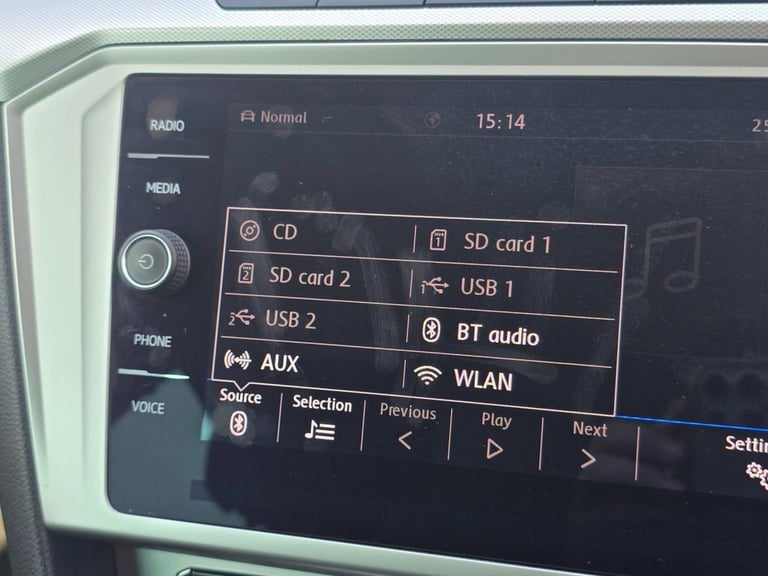 RADIO
MEDIA
PHONE
VOICE
Normal 15:14 25
CD SD card 1
SD card 2 USB 1
USB 2 BT audio
AUX WLAN
Source Selection Previous Play Next